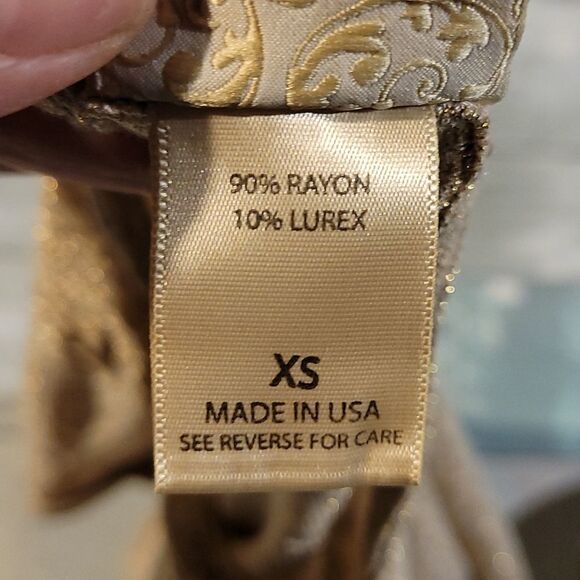 90% RAYON
10% LUREX
XS
MADE IN USA
SEE REVERSE FOR CARE